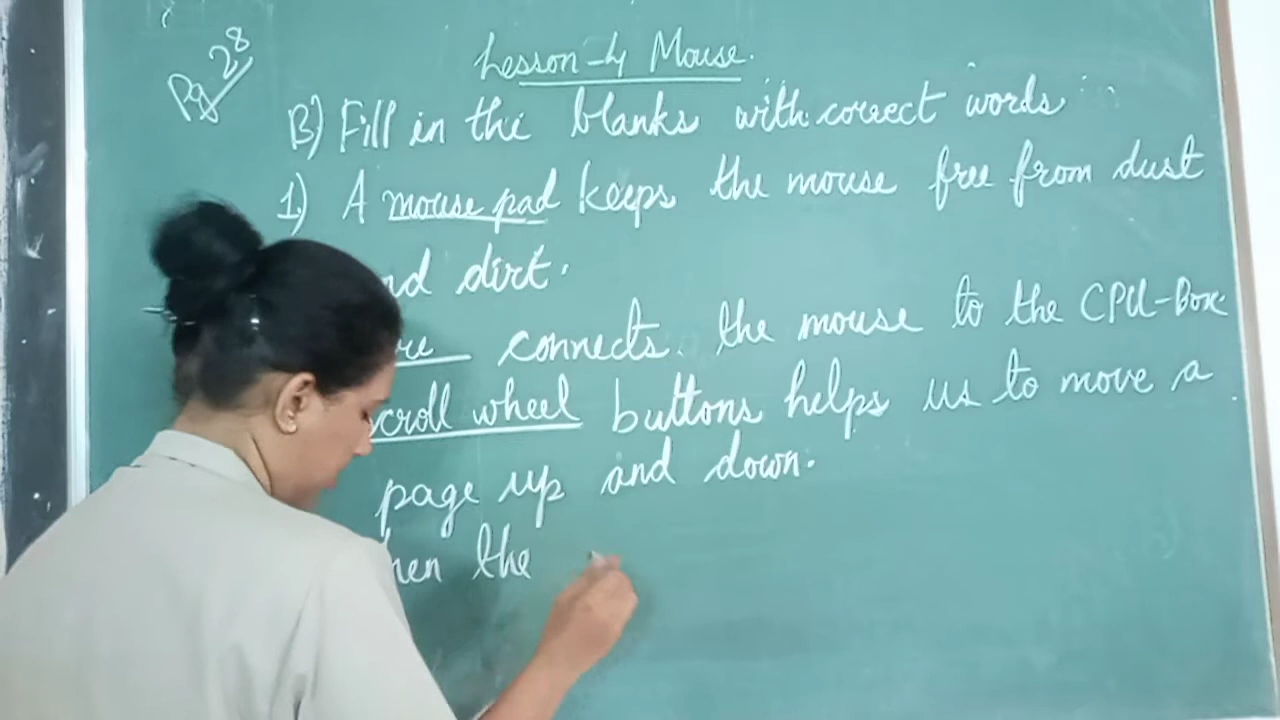 Pg 28
Lesson-4 Mouse.
B) Fill in the blanks with correct words
1) A mouse pad keeps the mouse free from dust
nd dirt.
re connects the mouse to the CPU-Box.
scroll wheel buttons helps us to move a
page up and down.
hen the